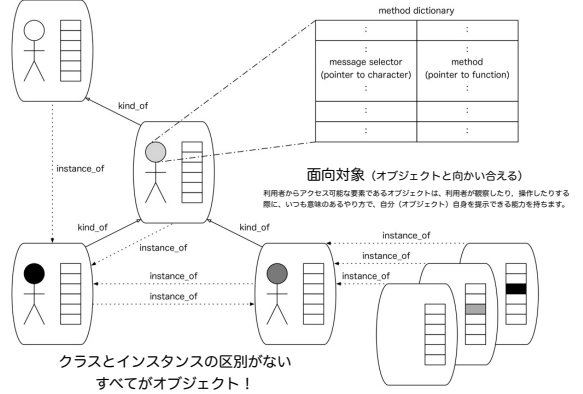 method dictionary
: :
: :
message selector method
(pointer to character) (pointer to function)
: :
: :
: :
kind_of
instance_of
面向対象（オブジェクトと向かい合える）
利用者からアクセス可能な要素であるオブジェクトは、利用者が観察したり、操作したりする
際に、いつも意味のあるやり方で、自分（オブジェクト）自身を提示できる能力を持ちます。
kind_of
kind_of
instance_of
instance_of
instance_of
instance_of
instance_of
instance_of
クラスとインスタンスの区別がない
すべてがオブジェクト！